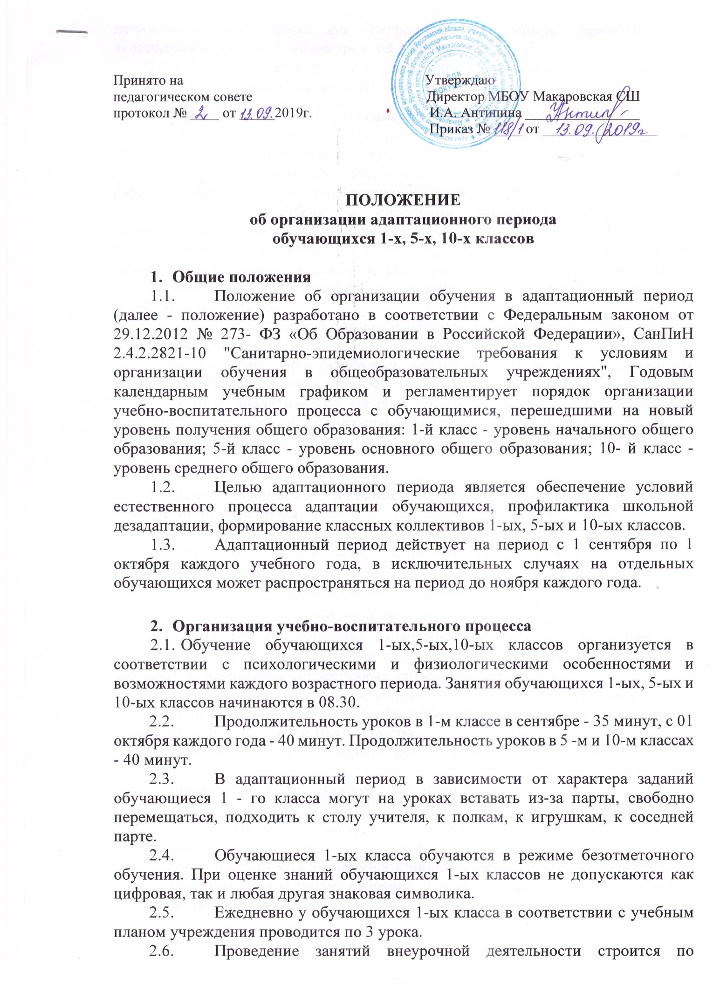 Принято на
педагогическом совете
протокол № 2 от 13.09.2019г.
Утверждаю
Директор МБОУ Макаровская СШ
И.А. Антипина
Приказ № 118/1 от 13.09.2019г
ДЛЯ
ДОКУМЕНТОВ
ПОЛОЖЕНИЕ
об организации адаптационного периода
обучающихся 1-х, 5-х, 10-х классов
1. Общие положения
1.1. Положение об организации обучения в адаптационный период
(далее - положение) разработано в соответствии с Федеральным законом от
29.12.2012 № 273- ФЗ «Об Образовании в Российской Федерации», СанПиН
2.4.2.2821-10 "Санитарно-эпидемиологические требования к условиям и
организации обучения в общеобразовательных учреждениях", Годовым
календарным учебным графиком и регламентирует порядок организации
учебно-воспитательного процесса с обучающимися, перешедшими на новый
уровень получения общего образования: 1-й класс - уровень начального общего
образования; 5-й класс - уровень основного общего образования; 10- й класс -
уровень среднего общего образования.
1.2. Целью адаптационного периода является обеспечение условий
естественного процесса адаптации обучающихся, профилактика школьной
дезадаптации, формирование классных коллективов 1-ых, 5-ых и 10-ых классов.
1.3. Адаптационный период действует на период с 1 сентября по 1
октября каждого учебного года, в исключительных случаях на отдельных
обучающихся может распространяться на период до ноября каждого года.
2. Организация учебно-воспитательного процесса
2.1. Обучение обучающихся 1-ых,5-ых,10-ых классов организуется в
соответствии с психологическими и физиологическими особенностями и
возможностями каждого возрастного периода. Занятия обучающихся 1-ых, 5-ых и
10-ых классов начинаются в 08.30.
2.2. Продолжительность уроков в 1-м классе в сентябре - 35 минут, с 01
октября каждого года - 40 минут. Продолжительность уроков в 5 -м и 10-м классах
- 40 минут.
2.3. В адаптационный период в зависимости от характера заданий
обучающиеся 1 - го класса могут на уроках вставать из-за парты, свободно
перемещаться, подходить к столу учителя, к полкам, к игрушкам, к соседней
парте.
2.4. Обучающиеся 1-ых класса обучаются в режиме безотметочного
обучения. При оценке знаний обучающихся 1-ых классов не допускаются как
цифровая, так и любая другая знаковая символика.
2.5. Ежедневно у обучающихся 1-ых класса в соответствии с учебным
планом учреждения проводится по 3 урока.
2.6. Проведение занятий внеурочной деятельности строится по